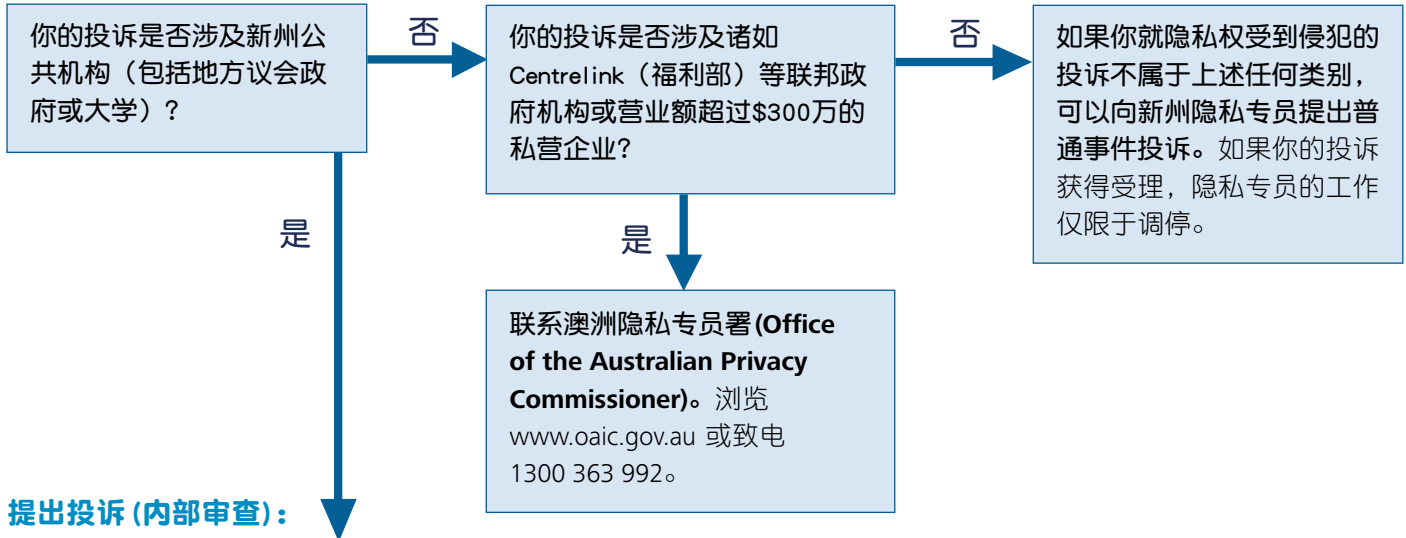 你的投诉是否涉及新州公
共机构（包括地方议会政
府或大学）？
否
你的投诉是否涉及诸如
Centrelink（福利部）等联邦政
府机构或营业额超过$300万的
私营企业？
否
如果你就隐私权受到侵犯的
投诉不属于上述任何类别，
可以向新州隐私专员提出普
通事件投诉。如果你的投诉
获得受理，隐私专员的工作
仅限于调停。
是
是
联系澳洲隐私专员署(Office
of the Australian Privacy
Commissioner)。浏览
www.oaic.gov.au 或致电
1300 363 992。
提出投诉(内部审查)：